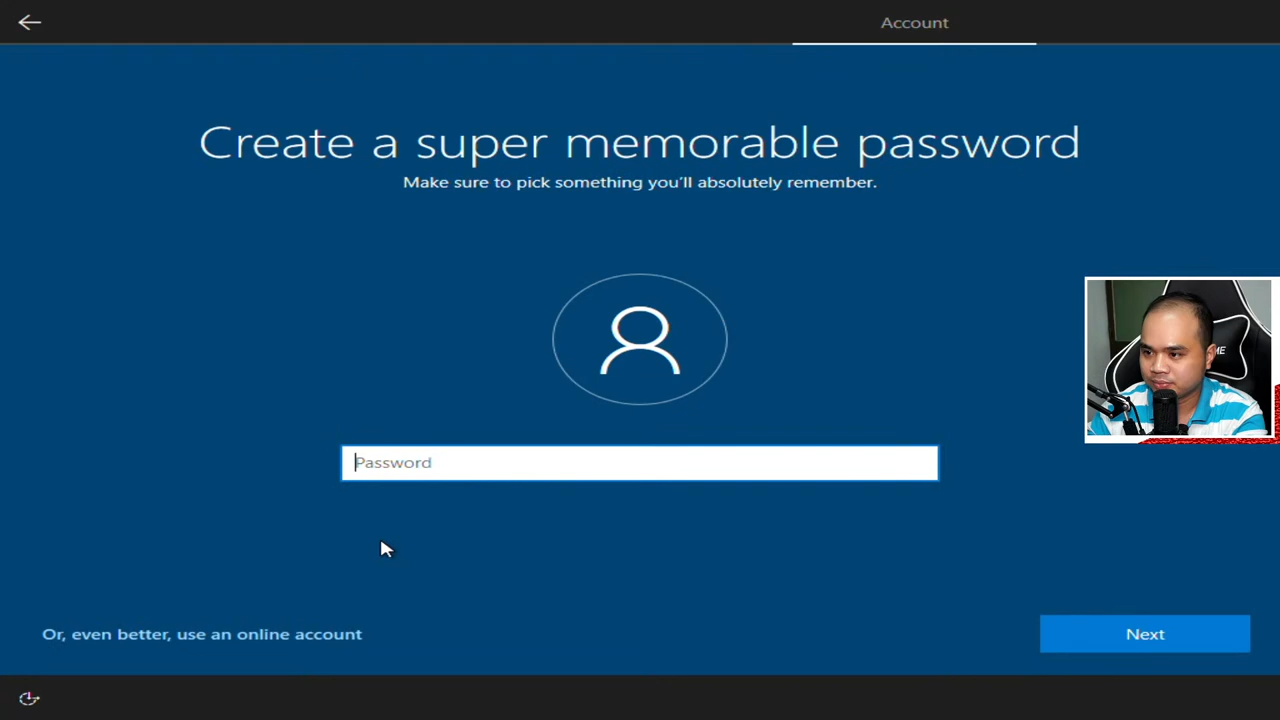 Account
Create a super memorable password
Make sure to pick something you'll absolutely remember.
Password
Or, even better, use an online account
Next